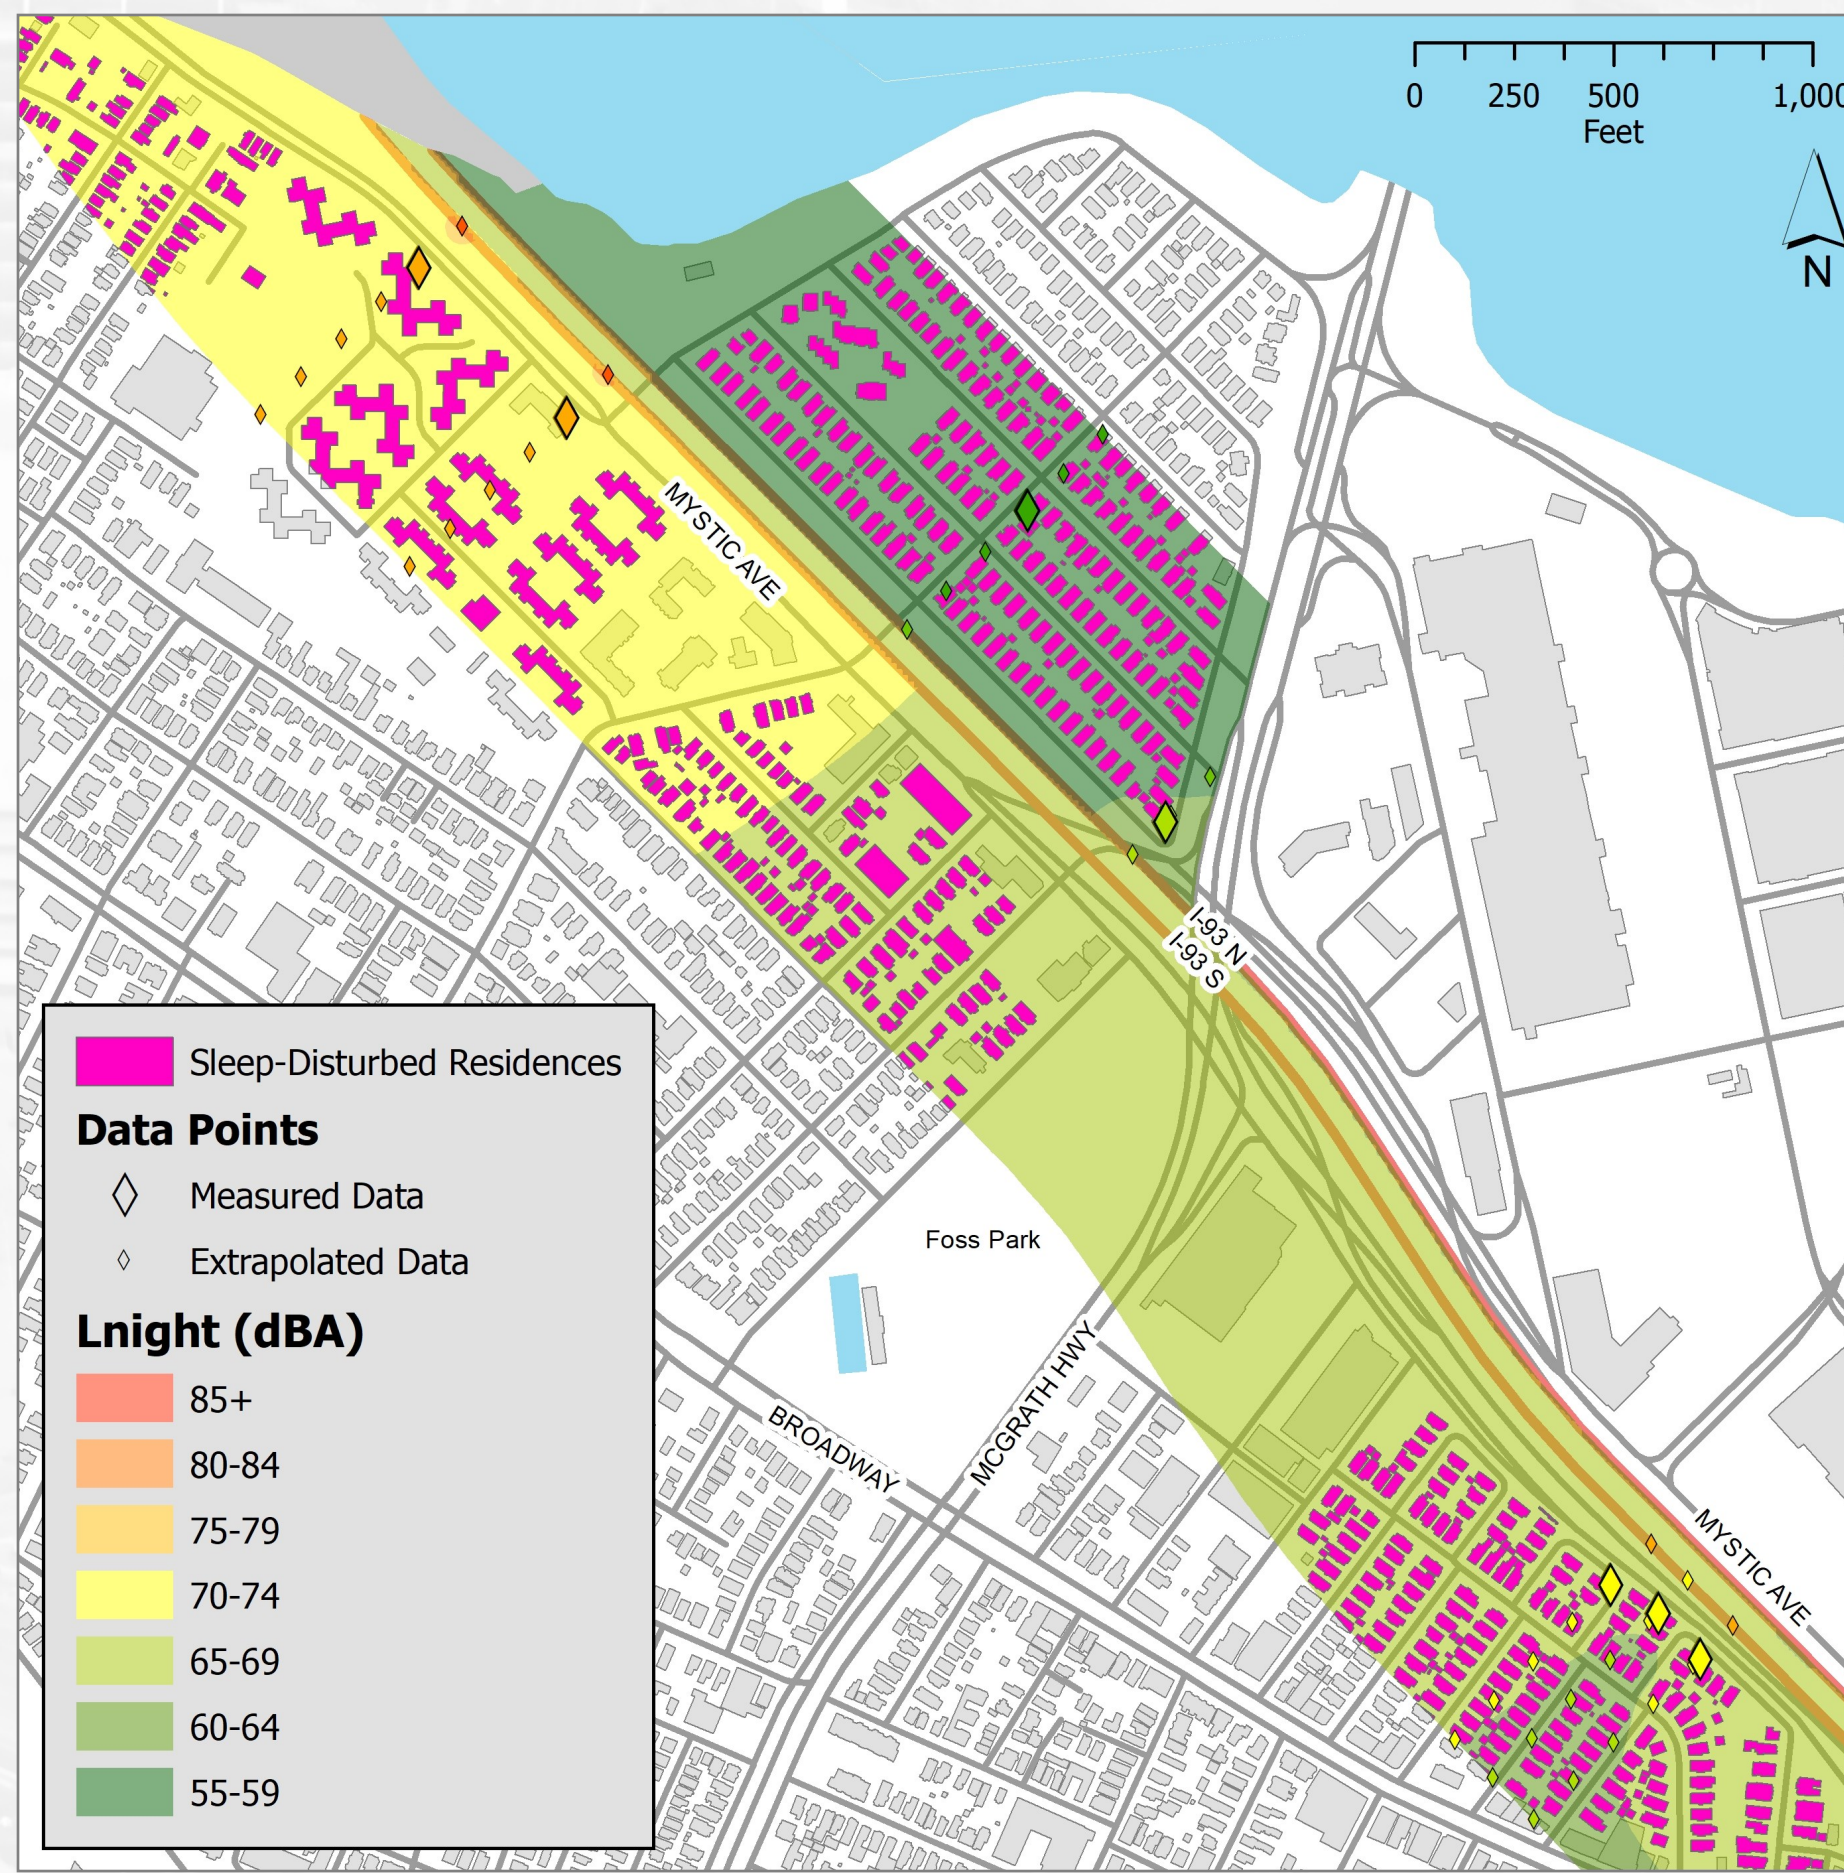 0 250 500 1,000
Feet
N
MYSTIC AVE
I-93 N
I-93 S
Sleep-Disturbed Residences
Data Points
Measured Data
Extrapolated Data
Foss Park
Lnight (dBA)
MCGRATH HWY
85+
BROADWAY
80-84
75-79
MYSTIC AVE
70-74
65-69
60-64
55-59